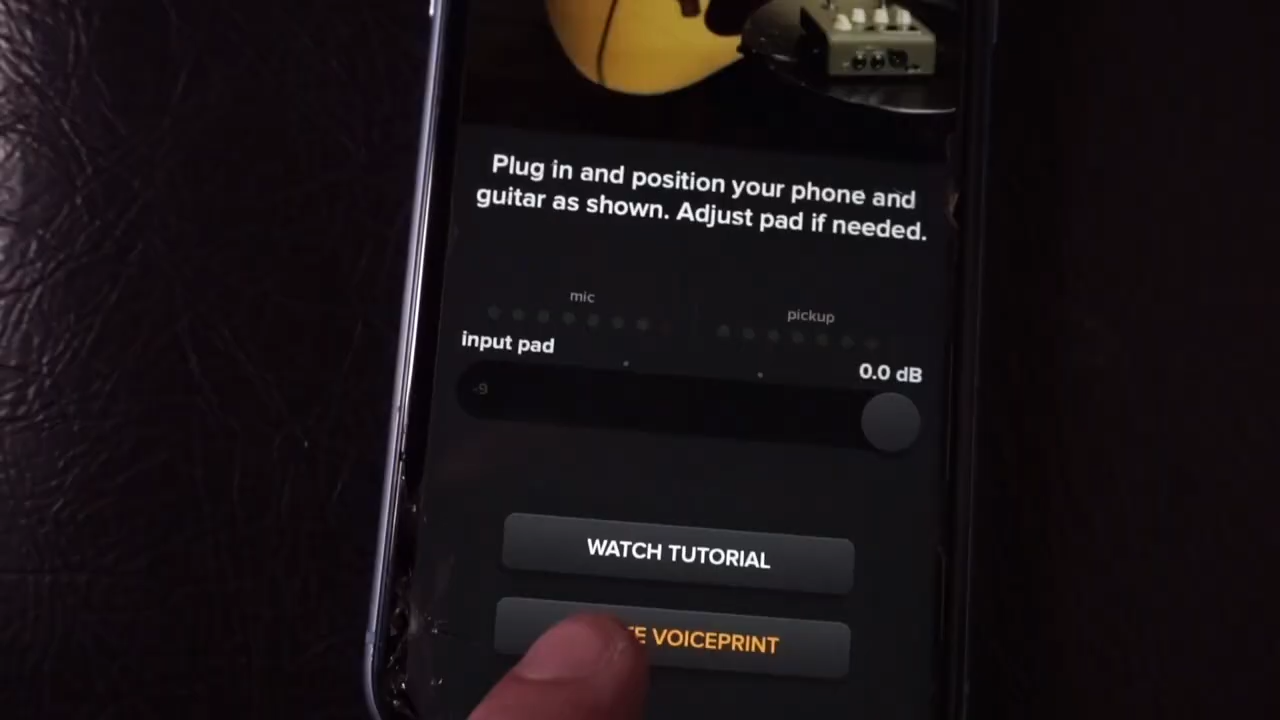 Plug in and position your phone and
guitar as shown. Adjust pad if needed.
mic
pickup
input pad
0.0 dB
-9
WATCH TUTORIAL
VOICEPRINT